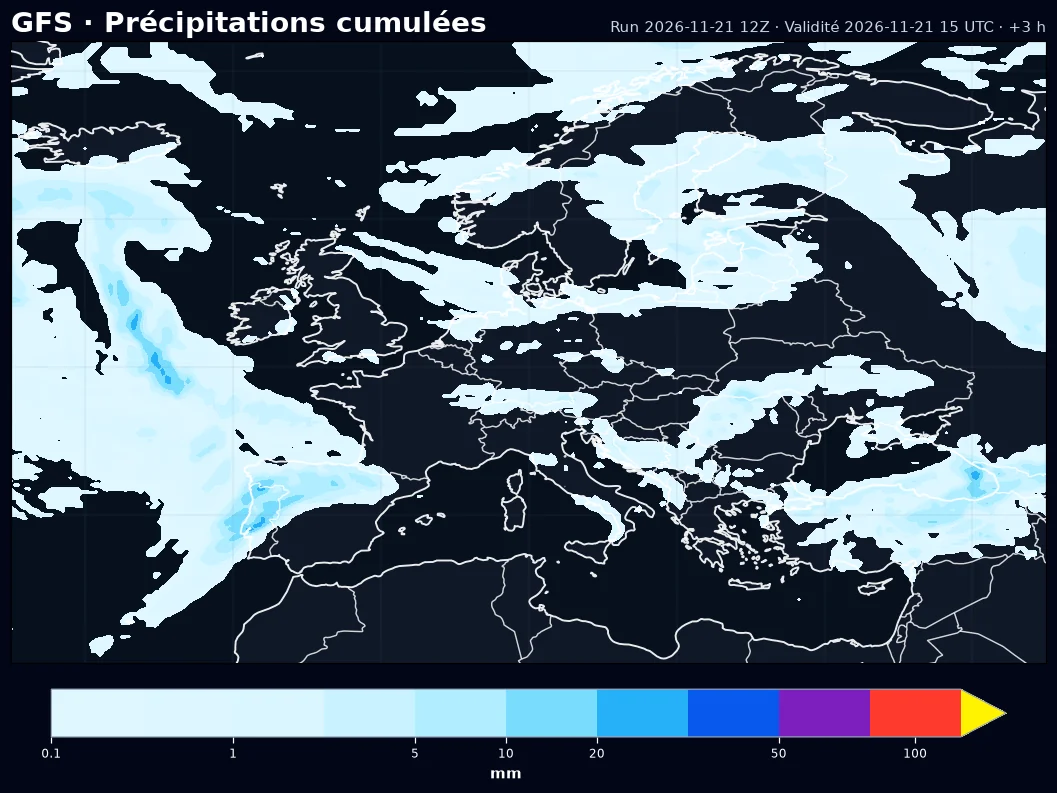 GFS · Précipitations cumulées
Run 2026-11-21 12Z · Validité 2026-11-21 15 UTC · +3 h
0.1 1 5 10 20 50 100
mm